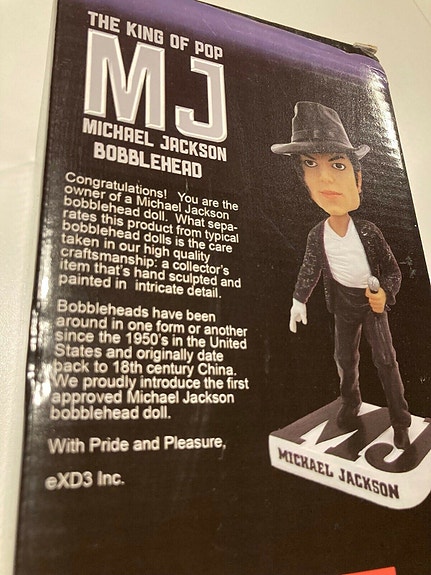 THE KING OF POP
MJ
MICHAEL JACKSON
BOBBLEHEAD
Congratulations! You are the
owner of a Michael Jackson
bobblehead doll. What sepa-
rates this product from typical
bobblehead dolls is the care
taken in our high quality
craftsmanship: a collector's
item that's hand sculpted and
painted in intricate detail.
Bobbleheads have been
around in one form or another
since the 1950's in the United
States and originally date
back to 18th century China.
We proudly introduce the first
approved Michael Jackson
bobblehead doll.
With Pride and Pleasure,
eXD3 Inc.
MJ
MICHAEL JACKSON